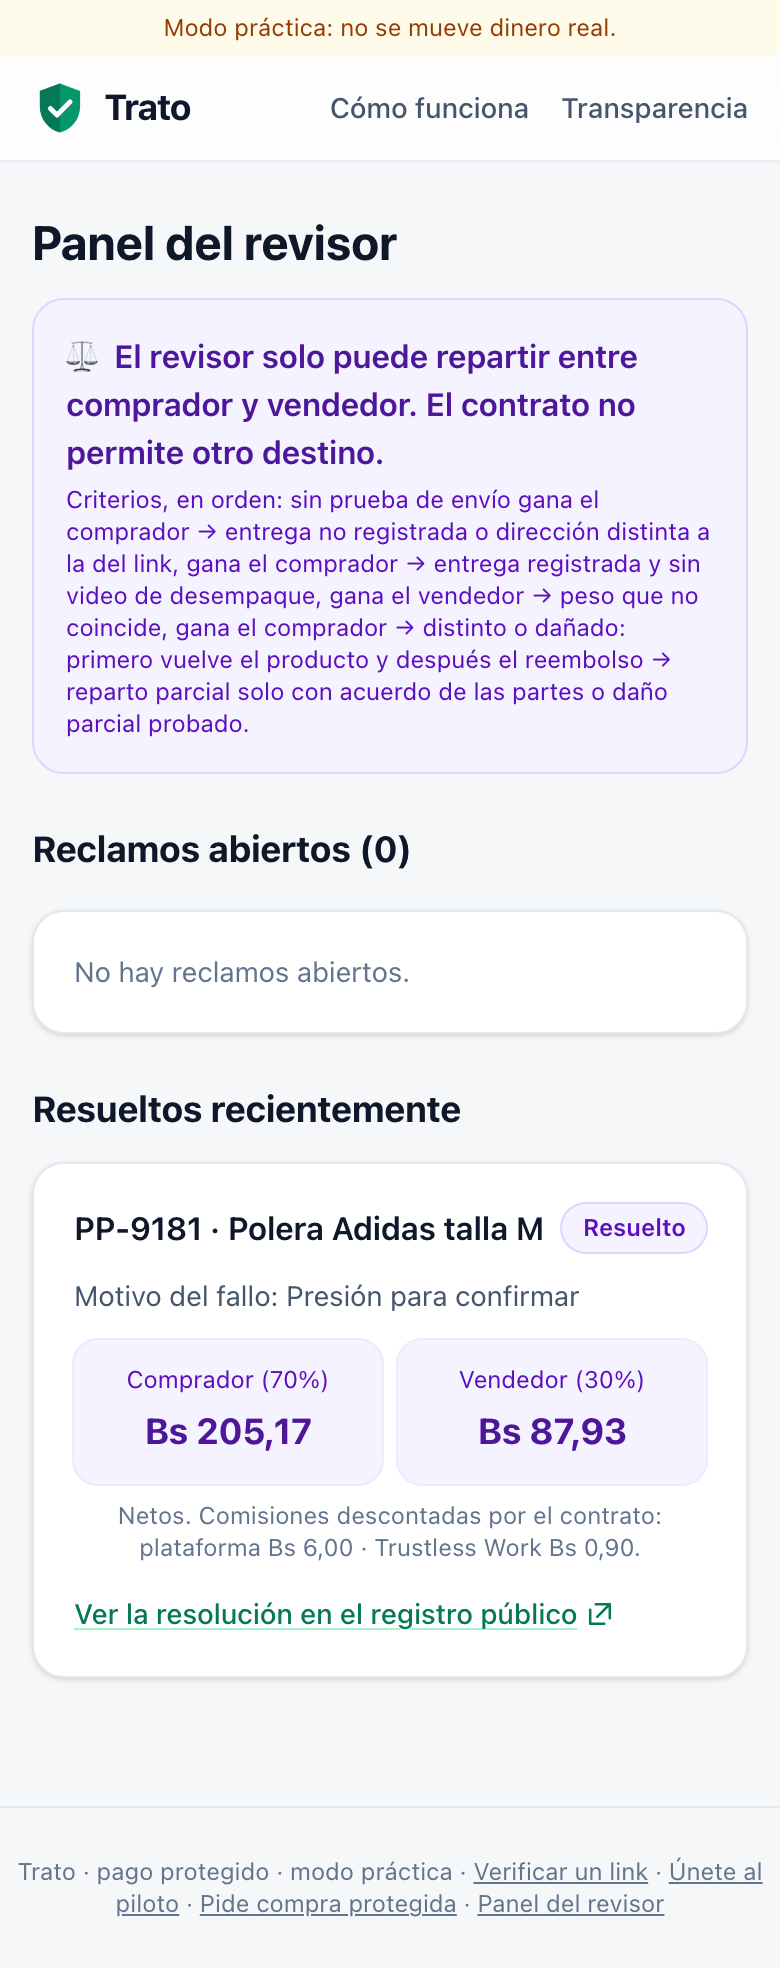 Modo práctica: no se mueve dinero real.
Trato
Cómo funciona
Transparencia
Panel del revisor
⚖ El revisor solo puede repartir entre
comprador y vendedor. El contrato no
permite otro destino.
Criterios, en orden: sin prueba de envío gana el
comprador → entrega no registrada o dirección distinta a
la del link, gana el comprador → entrega registrada y sin
video de desempaque, gana el vendedor → peso que no
coincide, gana el comprador → distinto o dañado:
primero vuelve el producto y después el reembolso →
reparto parcial solo con acuerdo de las partes o daño
parcial probado.
Reclamos abiertos (0)
No hay reclamos abiertos.
Resueltos recientemente
PP-9181 · Polera Adidas talla M
Resuelto
Motivo del fallo: Presión para confirmar
Comprador (70%)
Bs 205,17
Vendedor (30%)
Bs 87,93
Netos. Comisiones descontadas por el contrato:
plataforma Bs 6,00 · Trustless Work Bs 0,90.
Ver la resolución en el registro público
Trato · pago protegido · modo práctica · Verificar un link · Únete al
piloto · Pide compra protegida · Panel del revisor